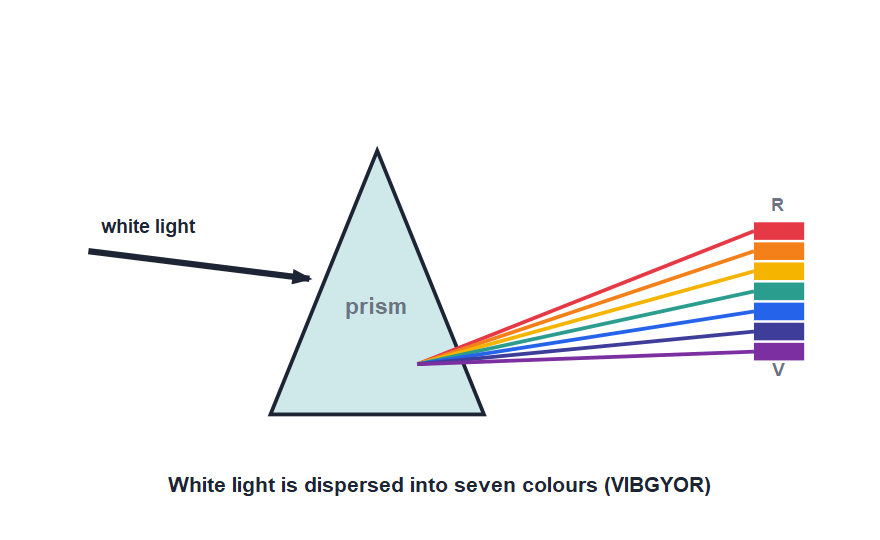 R
white light
prism
V
White light is dispersed into seven colours (VIBGYOR)